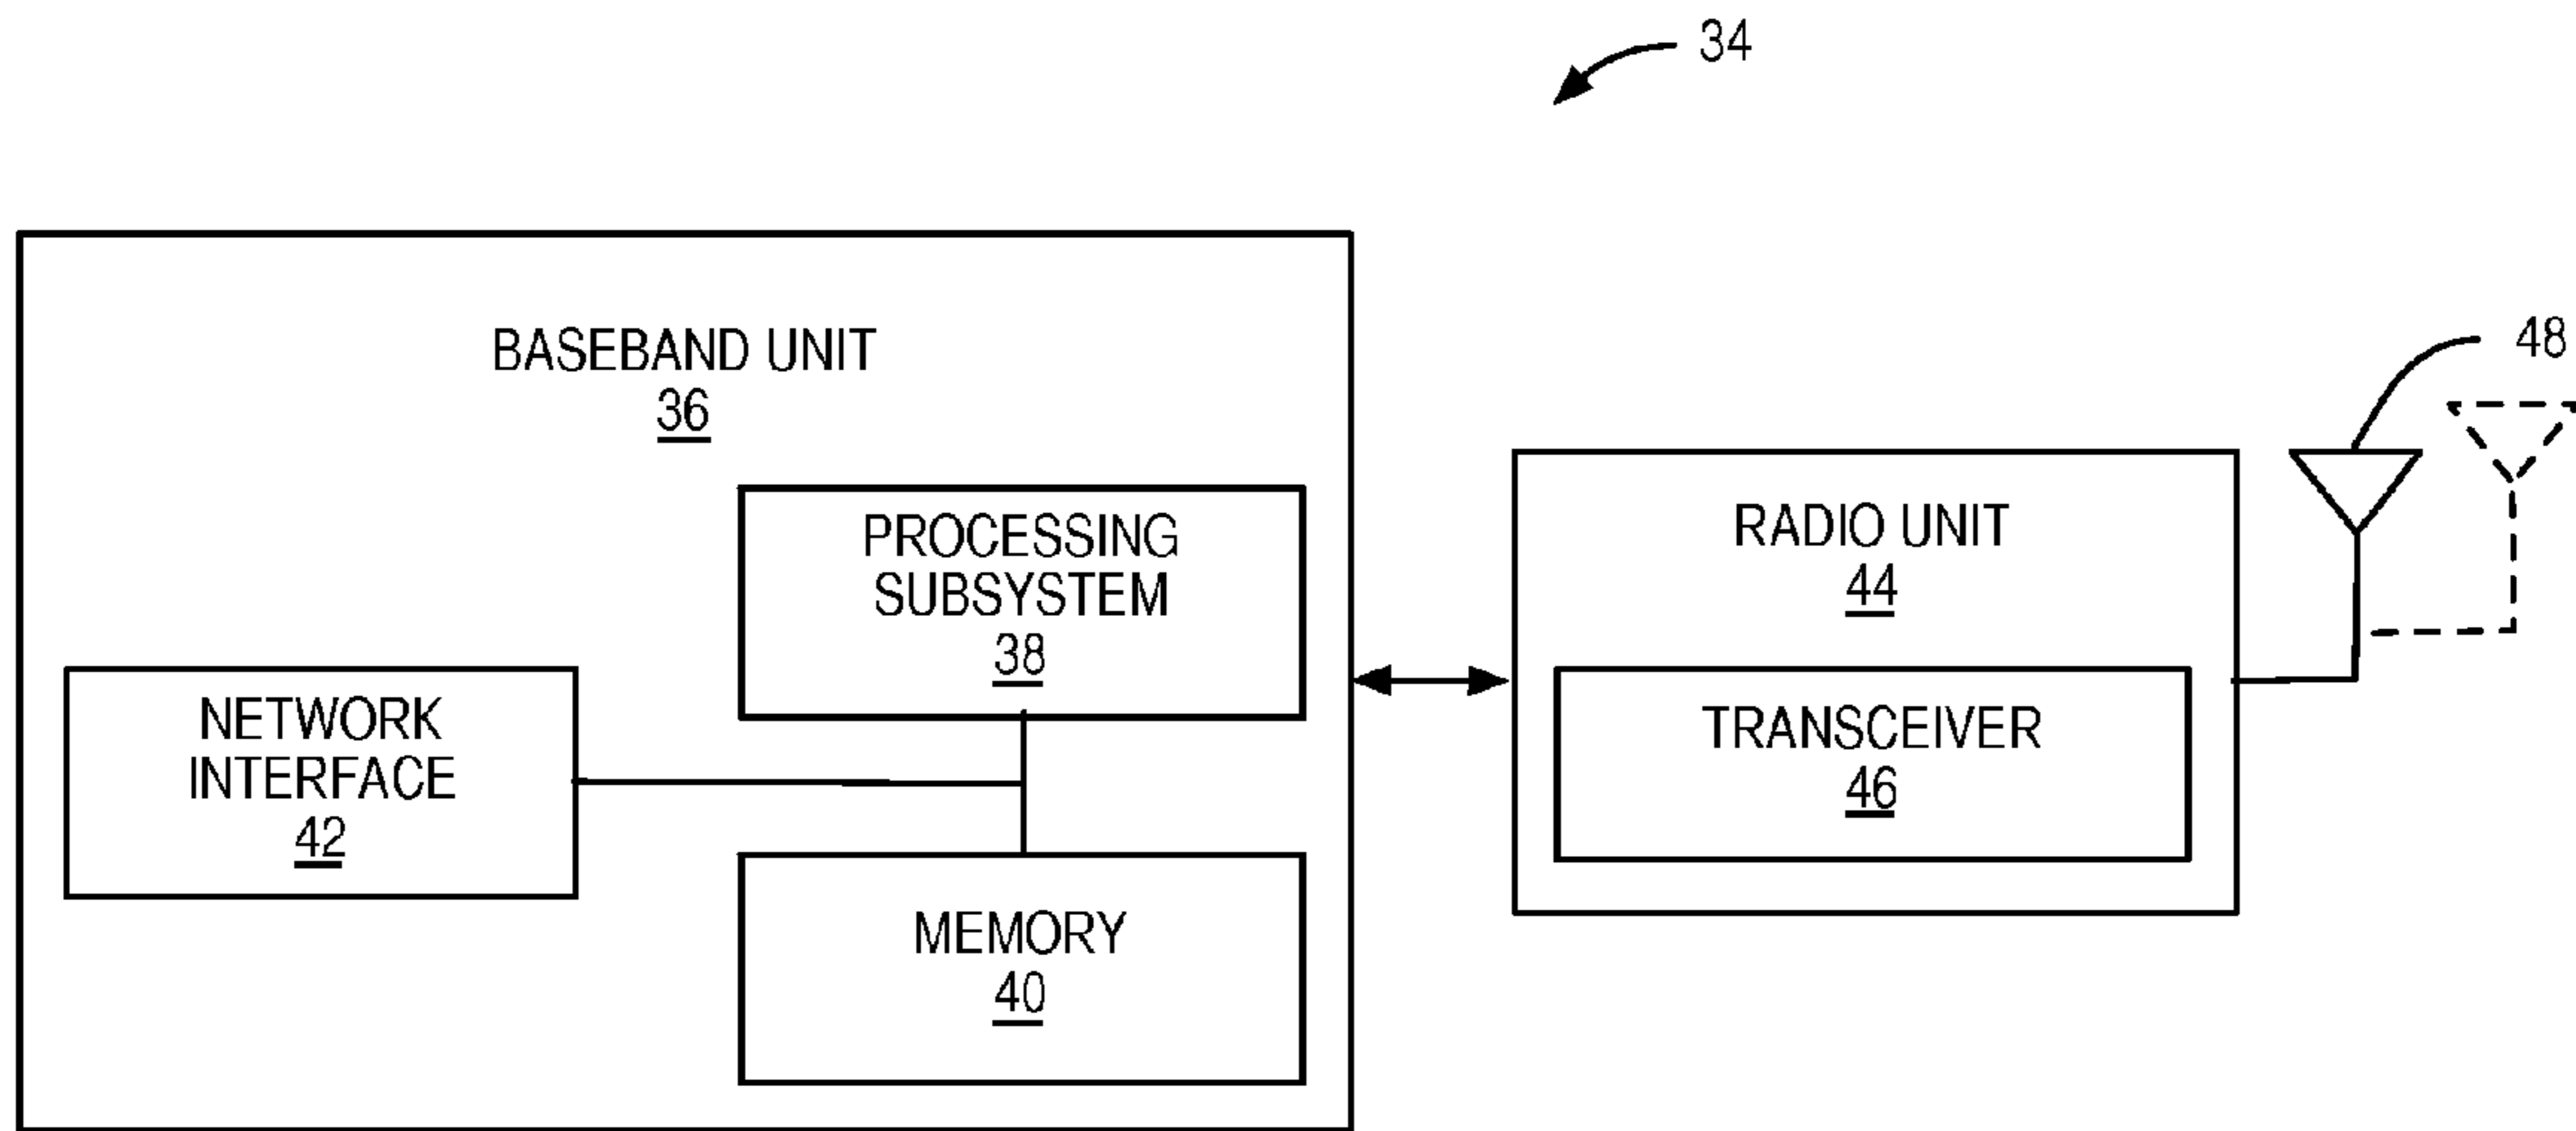 34
BASEBAND UNIT
36
PROCESSING
SUBSYSTEM
38
NETWORK
INTERFACE
42
MEMORY
40
RADIO UNIT
44
TRANSCEIVER
46
48